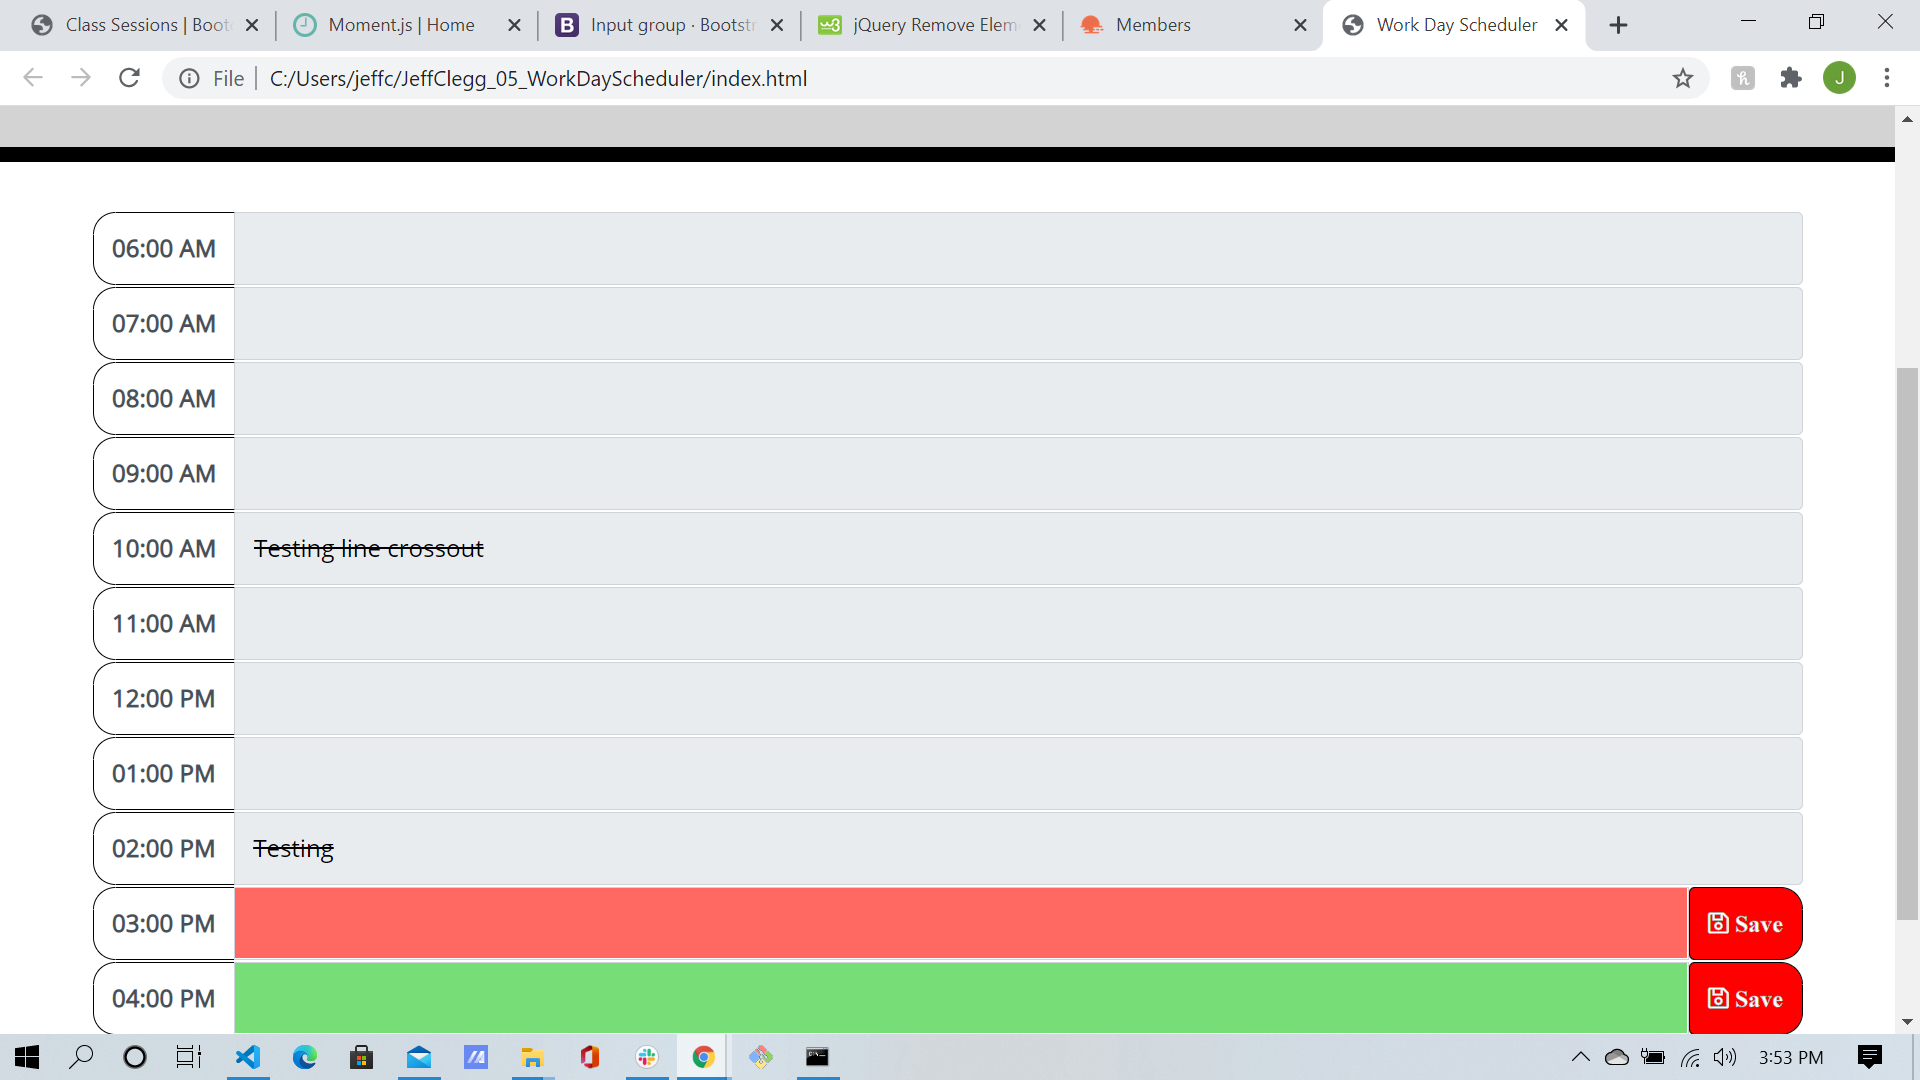 Class Sessions | Boot
Moment.js | Home
Input group · Bootstr
jQuery Remove Elem
Members
Work Day Scheduler
File
C:/Users/jeffc/JeffClegg_05_WorkDayScheduler/index.html
J
06:00 AM
07:00 AM
08:00 AM
09:00 AM
10:00 AM Testing line crossout
11:00 AM
12:00 PM
01:00 PM
02:00 PM Testing
03:00 PM Save
04:00 PM Save
3:53 PM